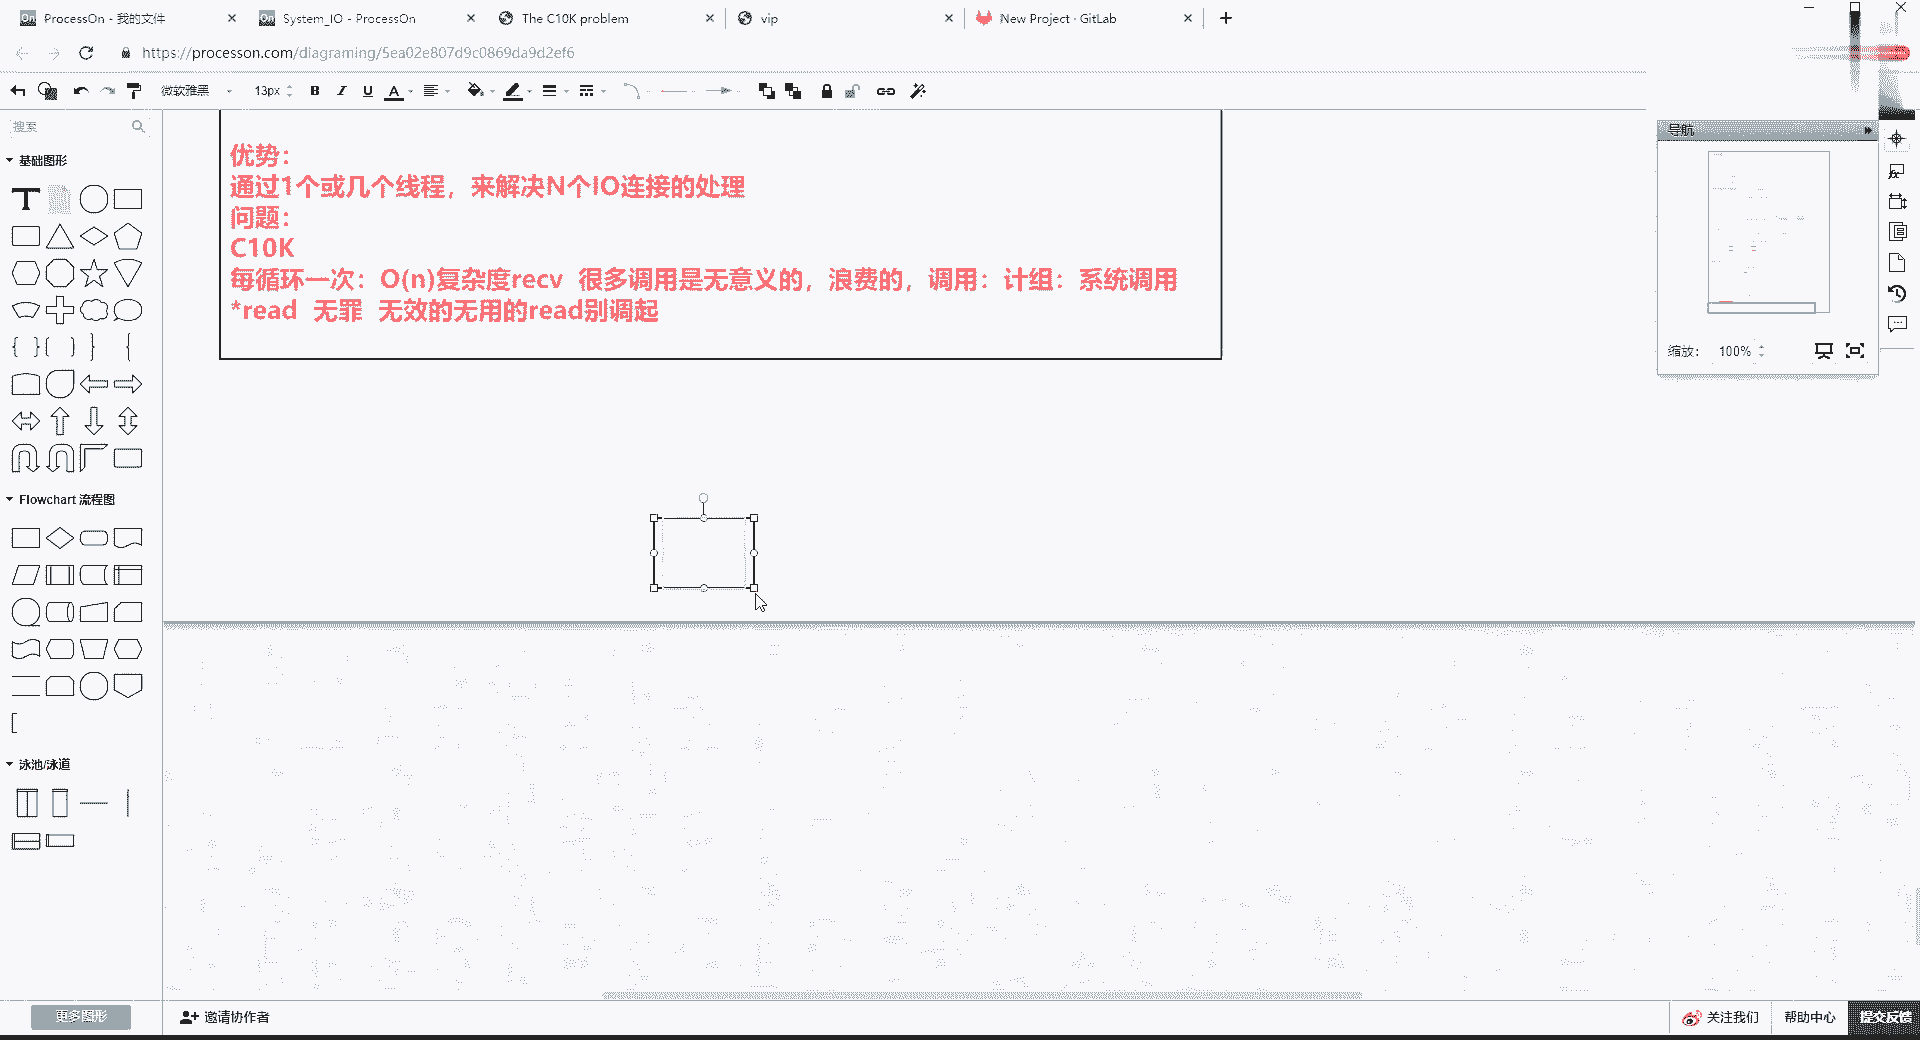 ProcessOn - 我的文件
System_IO - ProcessOn
The C10K problem
vip
New Project · GitLab
https://processon.com/diagraming/5ea02e807d9c0869da9d2ef6
微软雅黑
13px
B I U A
搜索
基础图形
优势：
通过1个或几个线程，来解决N个IO连接的处理
问题：
C10K
每循环一次：O(n)复杂度recv 很多调用是无意义的，浪费的，调用：计组：系统调用
*read 无罪 无效的无用的read别调起
导航
缩放：
100%
Flowchart 流程图
泳池/泳道
更多图形
邀请协作者
关注我们
帮助中心
提交反馈